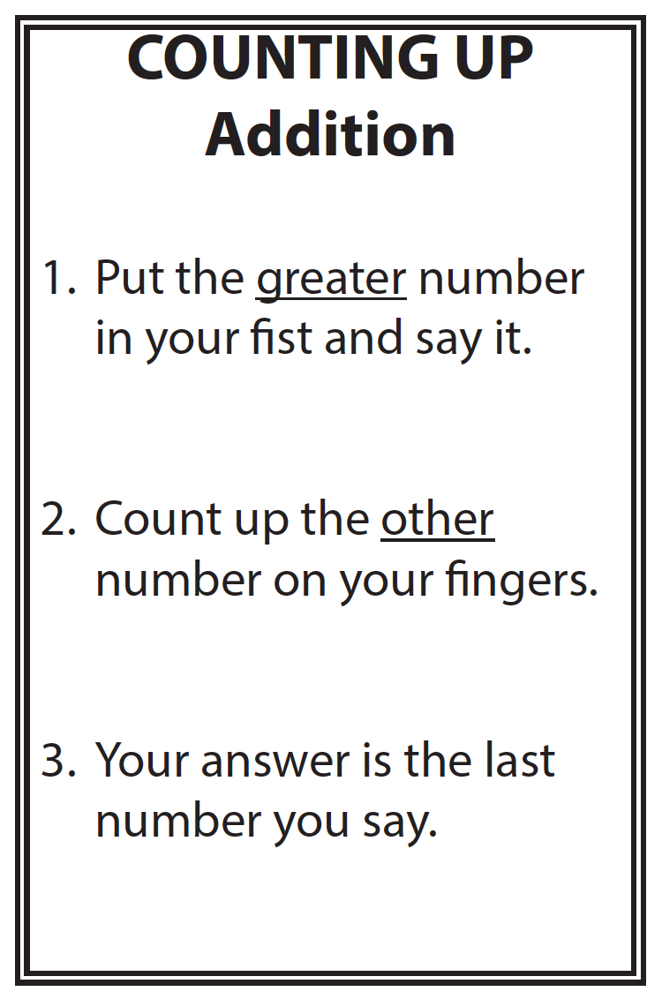 COUNTING UP
Addition
1. Put the greater number
in your fist and say it.
2. Count up the other
number on your fingers.
3. Your answer is the last
number you say.